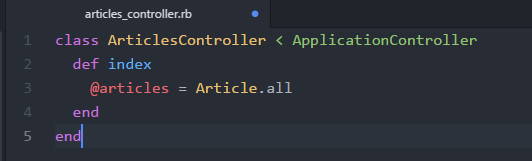 articles_controller.rb
1 class ArticlesController < ApplicationController
2   def index
3     @articles = Article.all
4   end
5 end